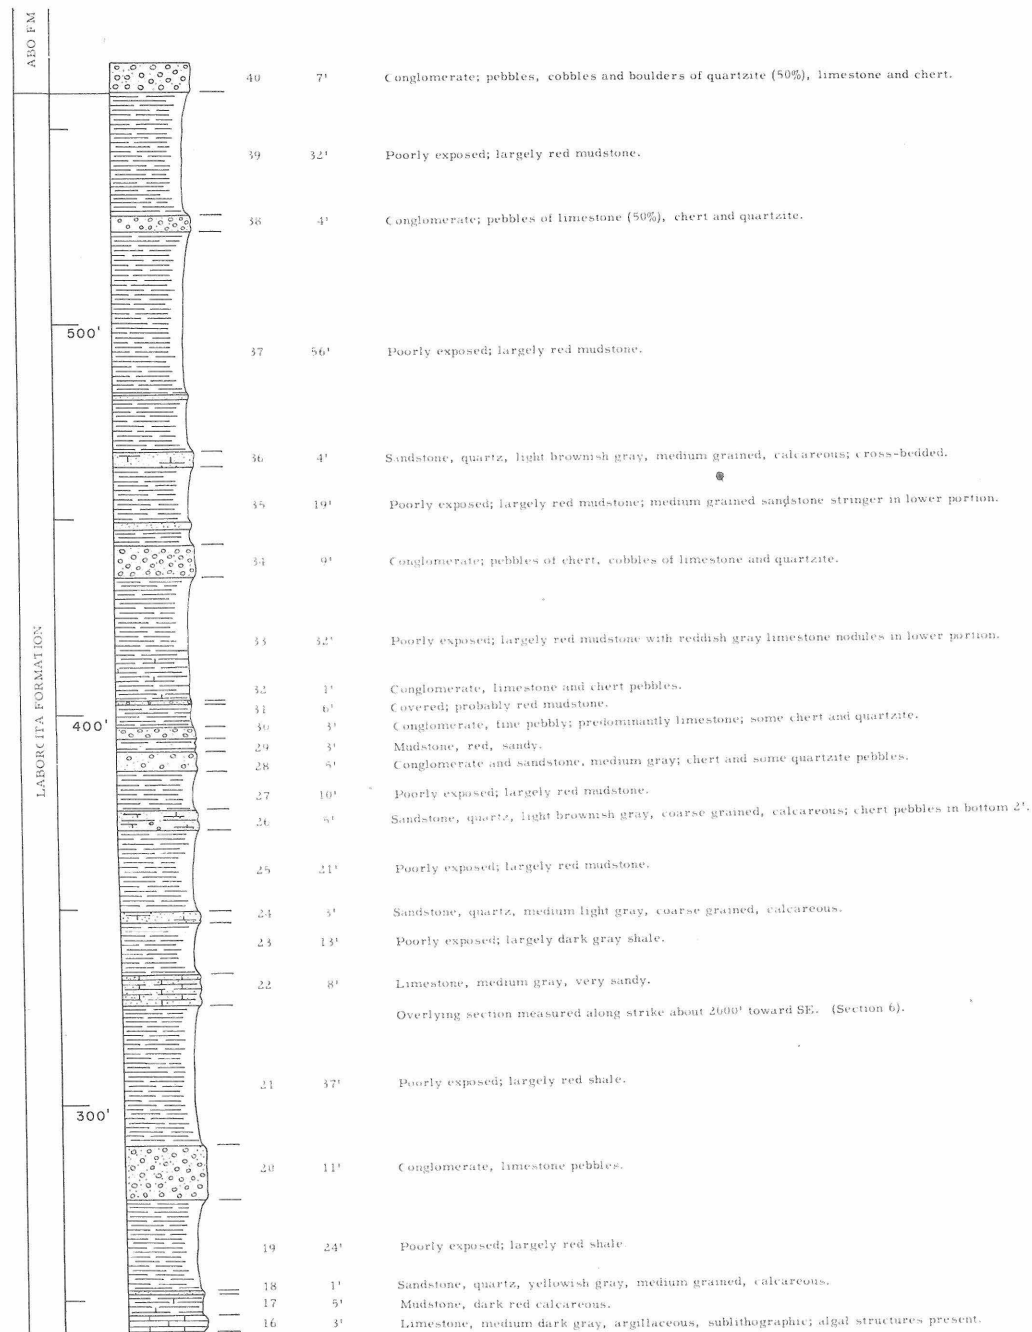 ABO FM
40 7' Conglomerate; pebbles, cobbles and boulders of quartzite (50%), limestone and chert.
39 32' Poorly exposed; largely red mudstone.
38 4' Conglomerate; pebbles of limestone (50%), chert and quartzite.
500'
37 56' Poorly exposed; largely red mudstone.
36 4' Sandstone, quartz, light brownish gray, medium grained, calcareous; cross-bedded.
35 19' Poorly exposed; largely red mudstone; medium grained sandstone stringer in lower portion.
34 9' Conglomerate; pebbles of chert, cobbles of limestone and quartzite.
LABORCITA FORMATION
33 32' Poorly exposed; largely red mudstone with reddish gray limestone nodules in lower portion.
32 1' Conglomerate, limestone and chert pebbles.
31 6' Covered; probably red mudstone.
400'
30 3' Conglomerate, fine pebbly; predominantly limestone; some chert and quartzite.
29 3' Mudstone, red, sandy.
28 5' Conglomerate and sandstone, medium gray; chert and some quartzite pebbles.
27 10' Poorly exposed; largely red mudstone.
26 5' Sandstone, quartz, light brownish gray, coarse grained, calcareous; chert pebbles in bottom 2'.
25 21' Poorly exposed; largely red mudstone.
24 3' Sandstone, quartz, medium light gray, coarse grained, calcareous.
23 13' Poorly exposed; largely dark gray shale.
22 8' Limestone, medium gray, very sandy.
Overlying section measured along strike about 2600' toward SE. (Section 6).
21 37' Poorly exposed; largely red shale.
300'
20 11' Conglomerate, limestone pebbles.
19 24' Poorly exposed; largely red shale
18 1' Sandstone, quartz, yellowish gray, medium grained, calcareous.
17 5' Mudstone, dark red calcareous.
16 3' Limestone, medium dark gray, argillaceous, sublithographic; algal structures present.